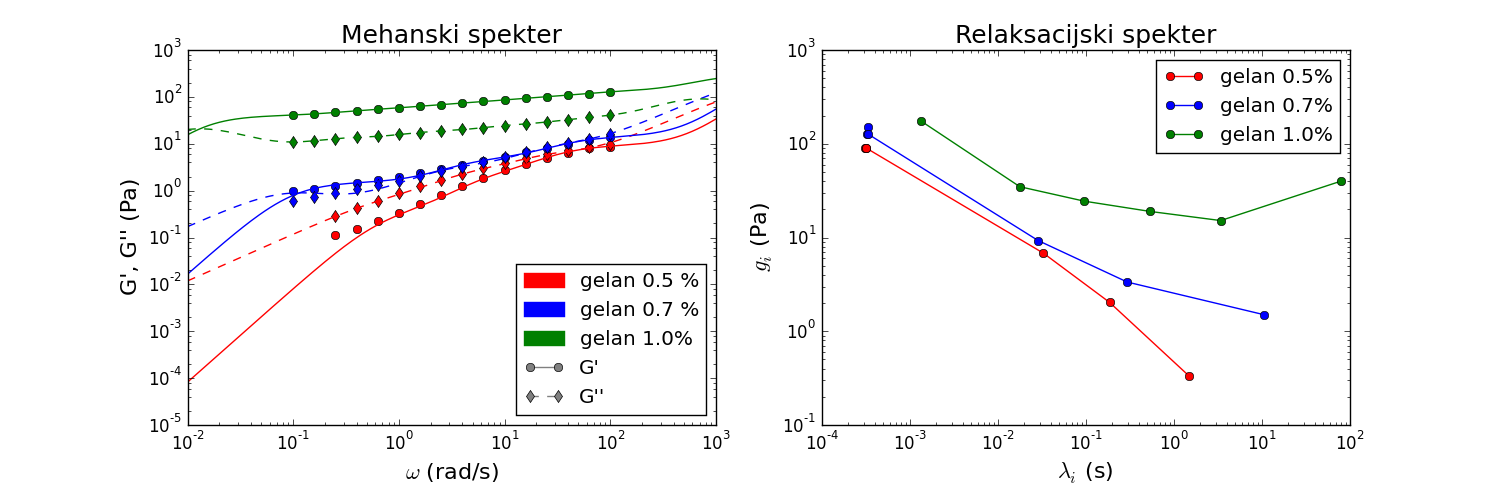 Mehanski spekter
G', G'' (Pa)
10^3
10^2
10^1
10^0
10^-1
10^-2
10^-3
10^-4
10^-5
gelan 0.5 %
gelan 0.7 %
gelan 1.0%
G'
G''
10^-2 10^-1 10^0 10^1 10^2 10^3
ω (rad/s)
Relaksacijski spekter
g_i (Pa)
10^3
10^2
10^1
10^0
10^-1
gelan 0.5%
gelan 0.7%
gelan 1.0%
10^-4 10^-3 10^-2 10^-1 10^0 10^1 10^2
λ_i (s)